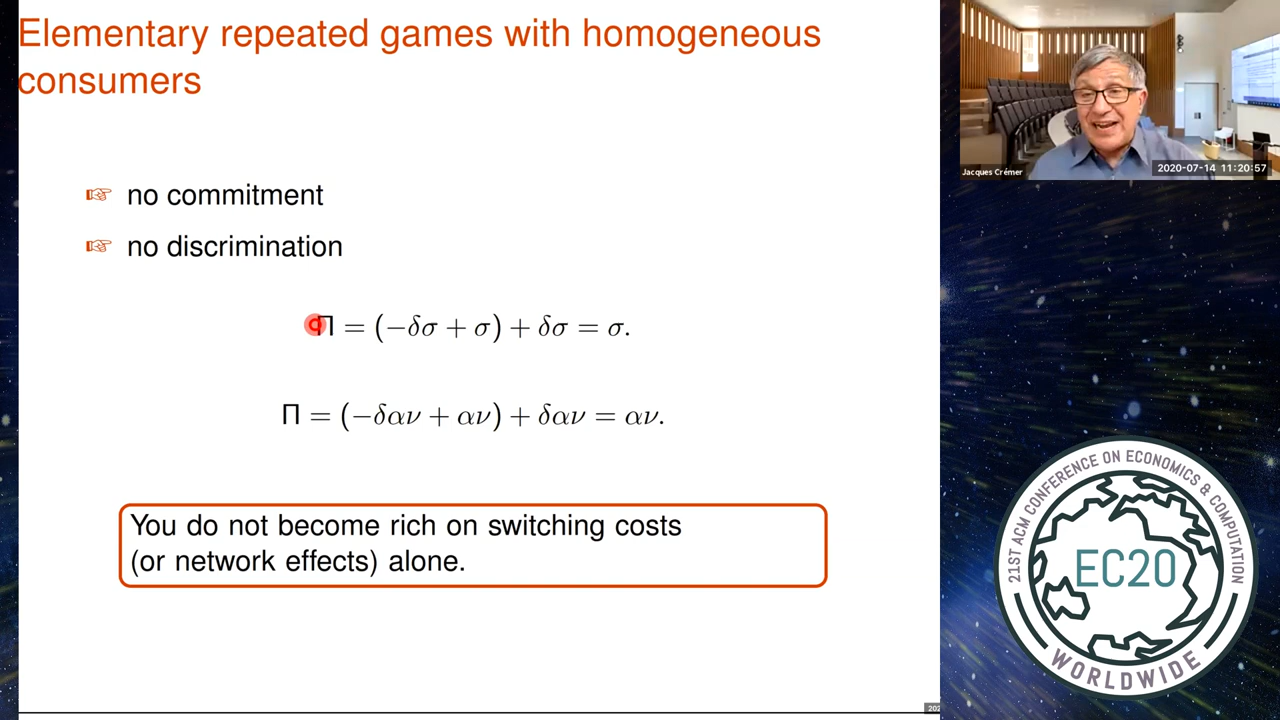 Elementary repeated games with homogeneous
consumers
☞ no commitment
☞ no discrimination
Π = (−δσ + σ) + δσ = σ.
Π = (−δαν + αν) + δαν = αν.
You do not become rich on switching costs
(or network effects) alone.
Jacques Crémer
2020-07-14 11:20:57
21ST ACM CONFERENCE ON ECONOMICS & COMPUTATION
EC20
WORLDWIDE